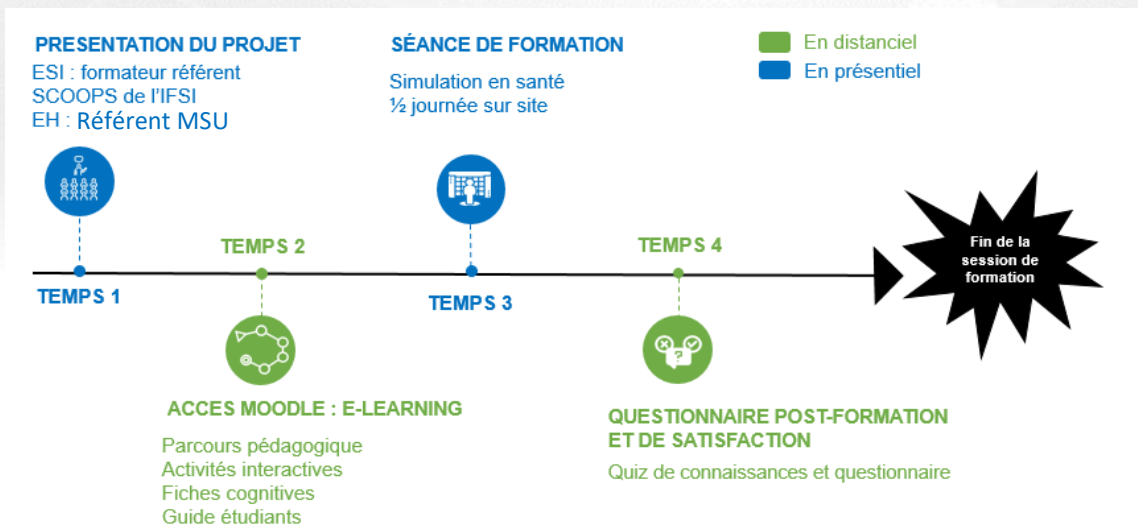 PRESENTATION DU PROJET
ESI : formateur référent
SCOOPS de l'IFSI
EH : Référent MSU
SÉANCE DE FORMATION
Simulation en santé
½ journée sur site
En distanciel
En présentiel
TEMPS 1
TEMPS 2
TEMPS 3
TEMPS 4
Fin de la
session de
formation
ACCES MOODLE : E-LEARNING
Parcours pédagogique
Activités interactives
Fiches cognitives
Guide étudiants
QUESTIONNAIRE POST-FORMATION
ET DE SATISFACTION
Quiz de connaissances et questionnaire